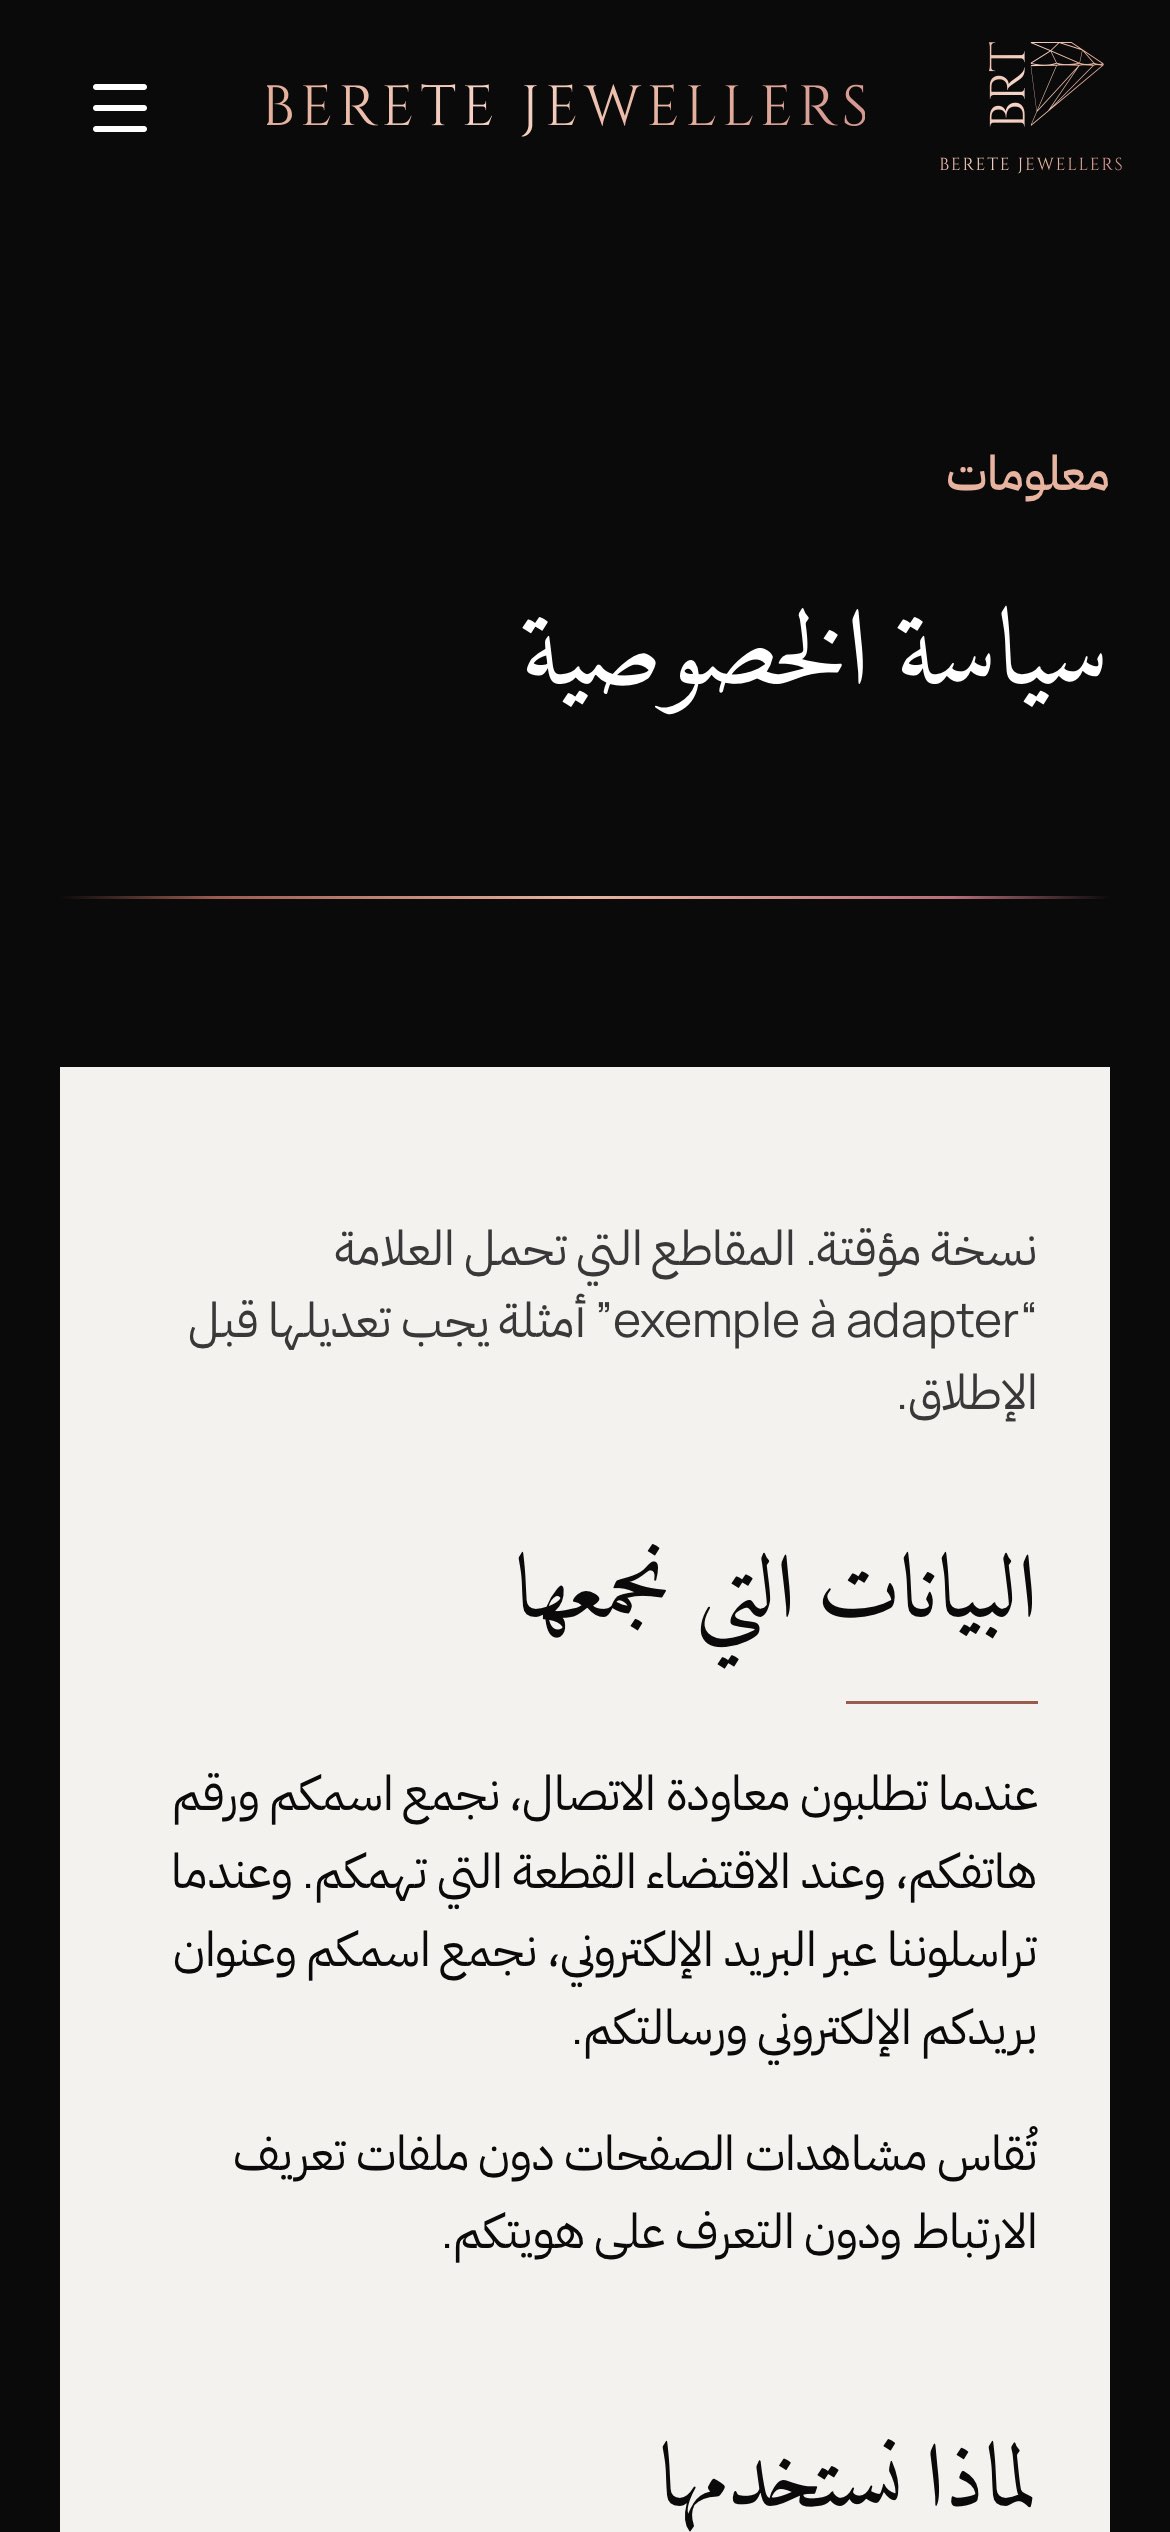 BERETE JEWELLERS
BRT
BERETE JEWELLERS
معلومات
سياسة الخصوصية
نسخة مؤقتة. المقاطع التي تحمل العلامة
“exemple à adapter” أمثلة يجب تعديلها قبل
الإطلاق.
البيانات التي نجمعها
عندما تطلبون معاودة الاتصال، نجمع اسمكم ورقم
هاتفكم، وعند الاقتضاء القطعة التي تهمكم. وعندما
تراسلوننا عبر البريد الإلكتروني، نجمع اسمكم وعنوان
بريدكم الإلكتروني ورسالتكم.
تُقاس مشاهدات الصفحات دون ملفات تعريف
الارتباط ودون التعرف على هويتكم.
لماذا نستخدمها